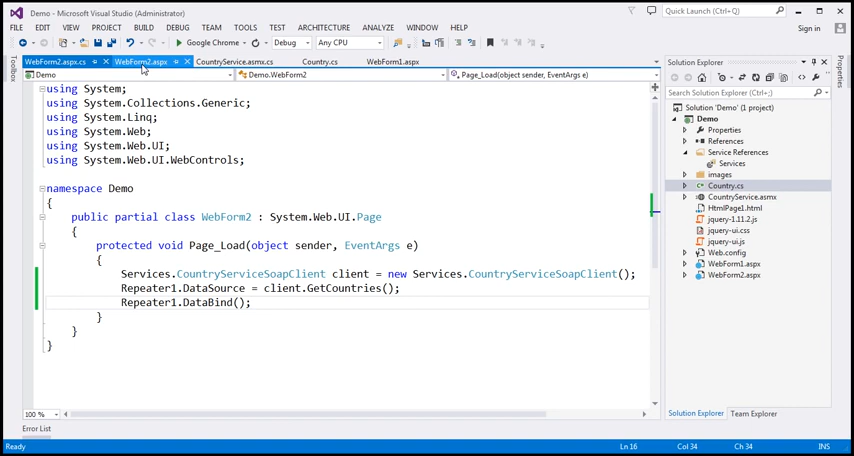 Demo - Microsoft Visual Studio (Administrator)
Quick Launch (Ctrl+Q)
FILE EDIT VIEW PROJECT BUILD DEBUG TEAM TOOLS TEST ARCHITECTURE ANALYZE WINDOW HELP
Sign in
Google Chrome Debug Any CPU
WebForm2.aspx.cs WebForm2.aspx CountryService.asmx.cs Country.cs WebForm1.aspx
Demo Demo.WebForm2 Page_Load(object sender, EventArgs e)
Toolbox
using System;
using System.Collections.Generic;
using System.Linq;
using System.Web;
using System.Web.UI;
using System.Web.UI.WebControls;
namespace Demo
{
public partial class WebForm2 : System.Web.UI.Page
{
protected void Page_Load(object sender, EventArgs e)
{
Services.CountryServiceSoapClient client = new Services.CountryServiceSoapClient();
Repeater1.DataSource = client.GetCountries();
Repeater1.DataBind();
}
}
}
100 %
Error List
Ready Ln 16 Col 34 Ch 34 INS
Solution Explorer
Search Solution Explorer (Ctrl+;)
Solution 'Demo' (1 project)
Demo
Properties
References
Service References
Services
images
Country.cs
CountryService.asmx
HtmlPage1.html
jquery-1.11.2.js
jquery-ui.css
jquery-ui.js
Web.config
WebForm1.aspx
WebForm2.aspx
Solution Explorer Team Explorer
Properties